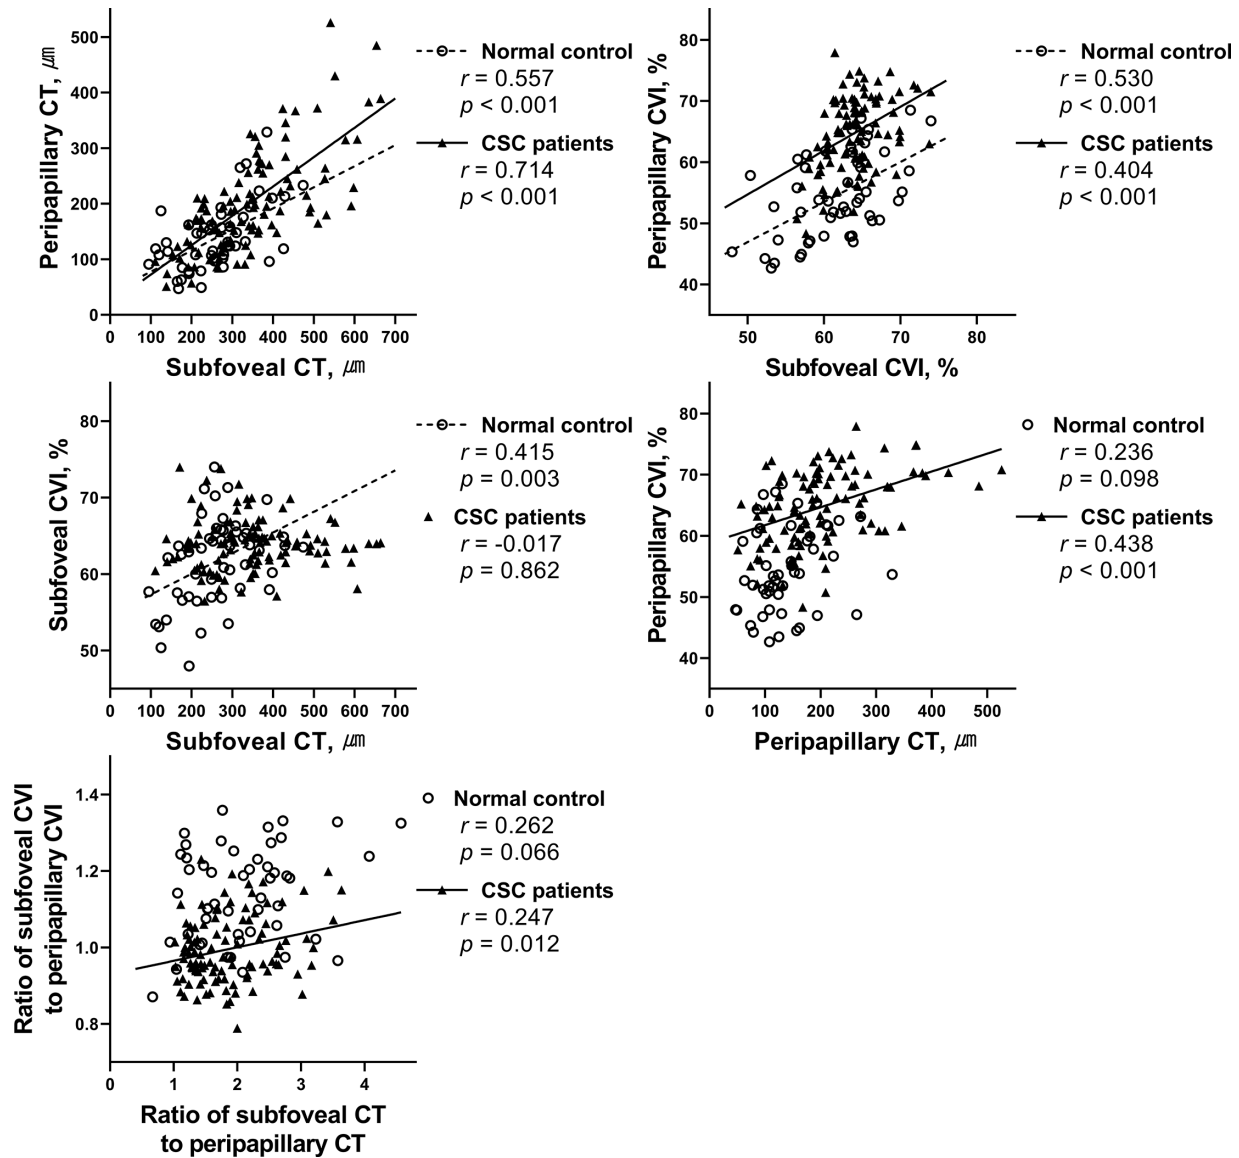 500
400
300
200
100
0
0 100 200 300 400 500 600 700
Peripapillary CT, ㎛
Subfoveal CT, ㎛
Normal control
r = 0.557
p < 0.001
CSC patients
r = 0.714
p < 0.001
80
70
60
50
40
50 60 70 80
Peripapillary CVI, %
Subfoveal CVI, %
Normal control
r = 0.530
p < 0.001
CSC patients
r = 0.404
p < 0.001
80
70
60
50
0 100 200 300 400 500 600 700
Subfoveal CVI, %
Subfoveal CT, ㎛
Normal control
r = 0.415
p = 0.003
CSC patients
r = -0.017
p = 0.862
80
70
60
50
40
0 100 200 300 400 500
Peripapillary CVI, %
Peripapillary CT, ㎛
Normal control
r = 0.236
p = 0.098
CSC patients
r = 0.438
p < 0.001
1.4
1.2
1.0
0.8
0 1 2 3 4
Ratio of subfoveal CVI
to peripapillary CVI
Ratio of subfoveal CT
to peripapillary CT
Normal control
r = 0.262
p = 0.066
CSC patients
r = 0.247
p = 0.012